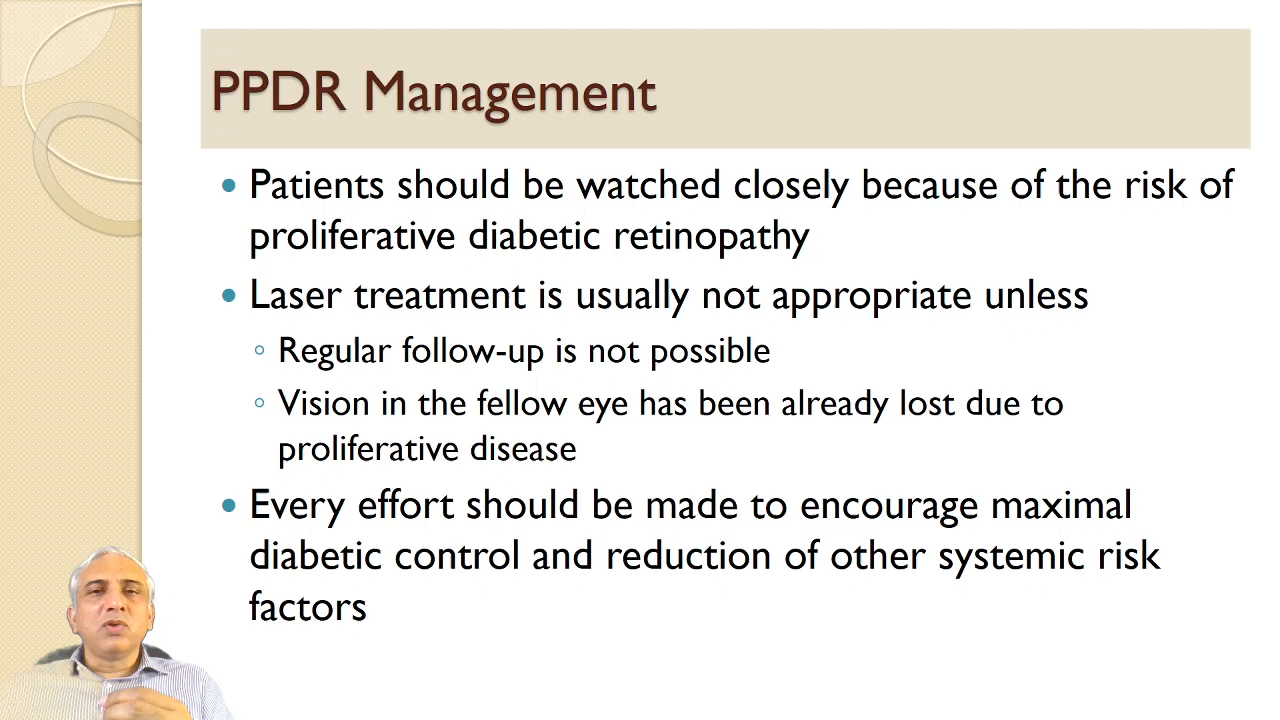 PPDR Management
• Patients should be watched closely because of the risk of
proliferative diabetic retinopathy
• Laser treatment is usually not appropriate unless
◦ Regular follow-up is not possible
◦ Vision in the fellow eye has been already lost due to
proliferative disease
• Every effort should be made to encourage maximal
diabetic control and reduction of other systemic risk
factors